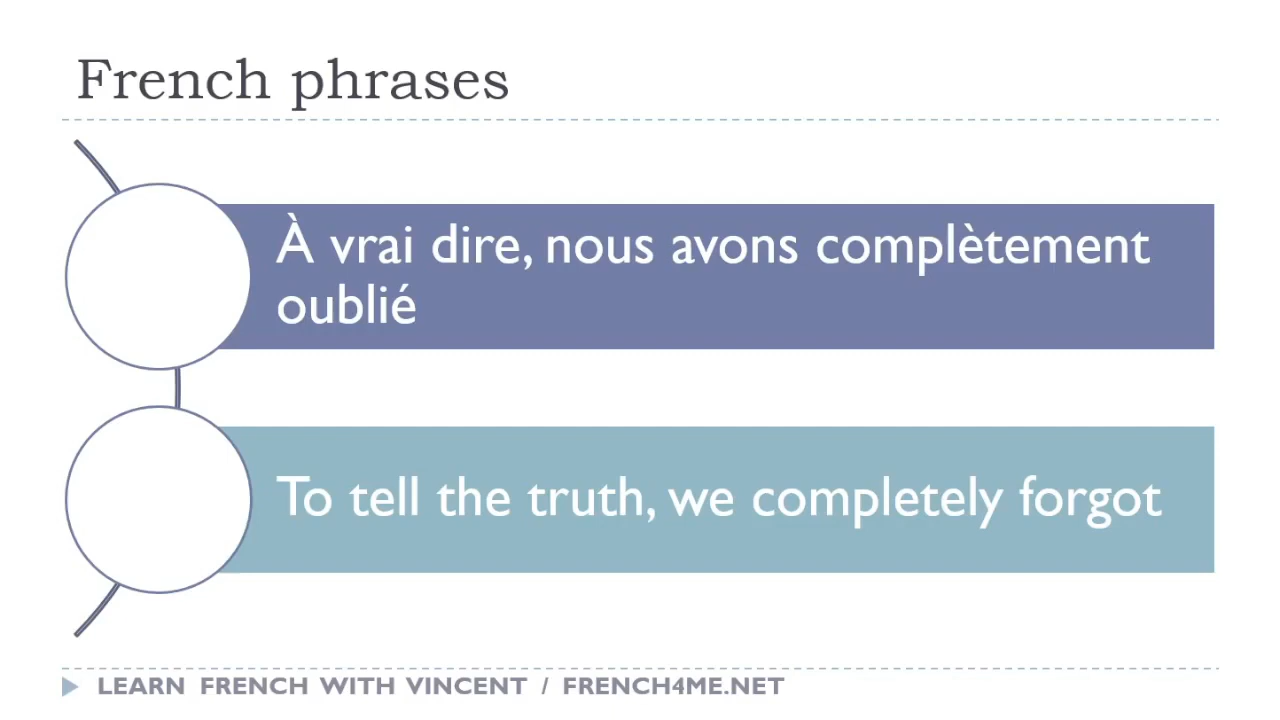 French phrases
À vrai dire, nous avons complètement
oublié
To tell the truth, we completely forgot
LEARN FRENCH WITH VINCENT / FRENCH4ME.NET